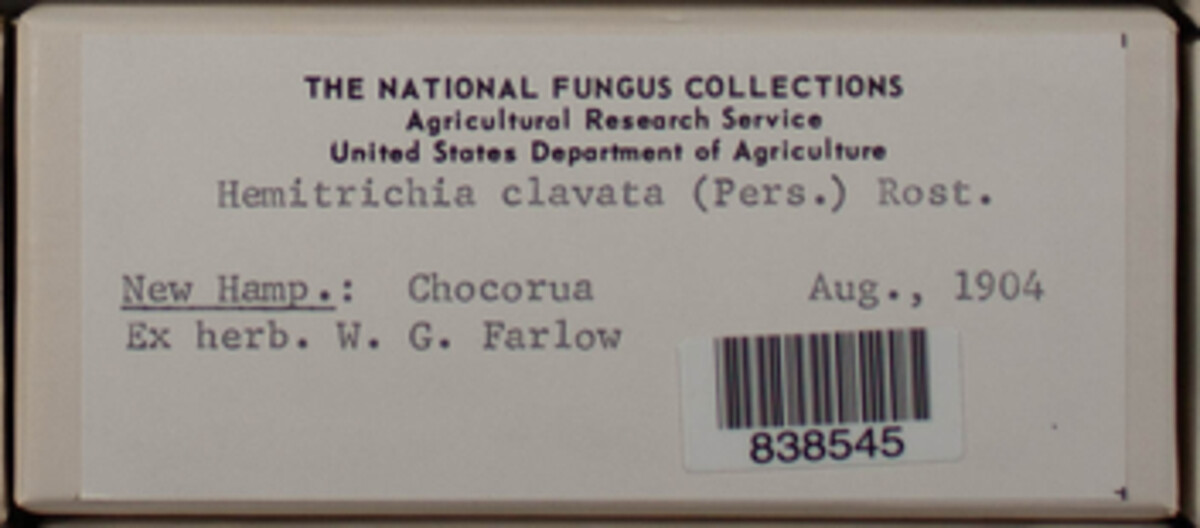 THE NATIONAL FUNGUS COLLECTIONS
Agricultural Research Service
United States Department of Agriculture
Hemitrichia clavata (Pers.) Rost.
New Hamp.: Chocorua Aug., 1904
Ex herb. W. G. Farlow
838545